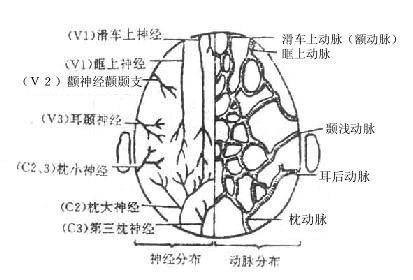 (V1)滑车上神经
(V1)眶上神经
(V2)颧神经颧颞支
(V3)耳颞神经
(C2,3)枕小神经
(C2)枕大神经
(C3)第三枕神经
神经分布
滑车上动脉(额动脉)
眶上动脉
颞浅动脉
耳后动脉
枕动脉
动脉分布